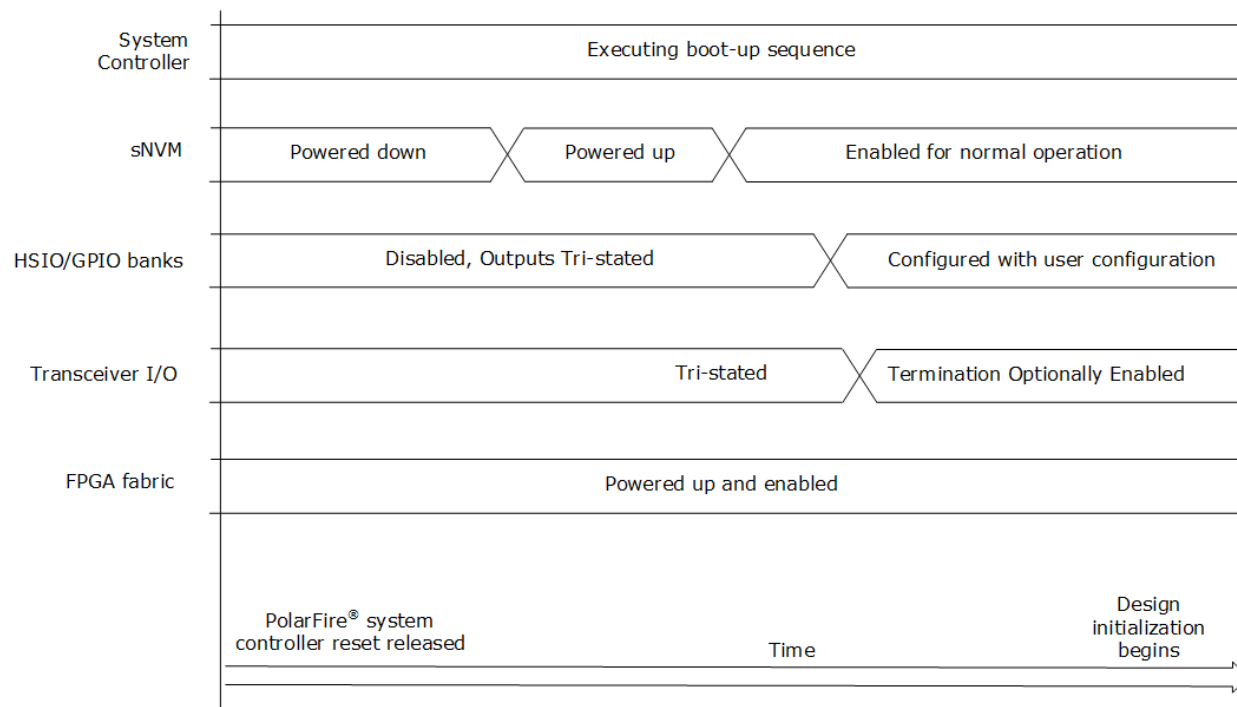 System
Controller
Executing boot-up sequence
sNVM
Powered down
Powered up
Enabled for normal operation
HSIO/GPIO banks
Disabled, Outputs Tri-stated
Configured with user configuration
Transceiver I/O
Tri-stated
Termination Optionally Enabled
FPGA fabric
Powered up and enabled
PolarFire® system
controller reset released
Time
Design
initialization
begins